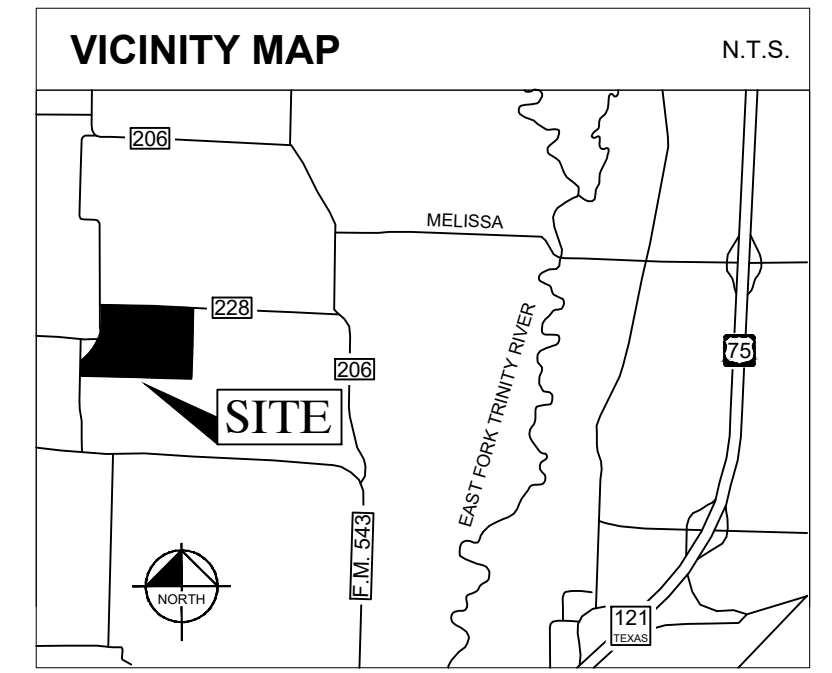 VICINITY MAP
N.T.S.
206
MELISSA
228
EAST FORK TRINITY RIVER
75
206
SITE
F.M. 543
NORTH
121
TEXAS